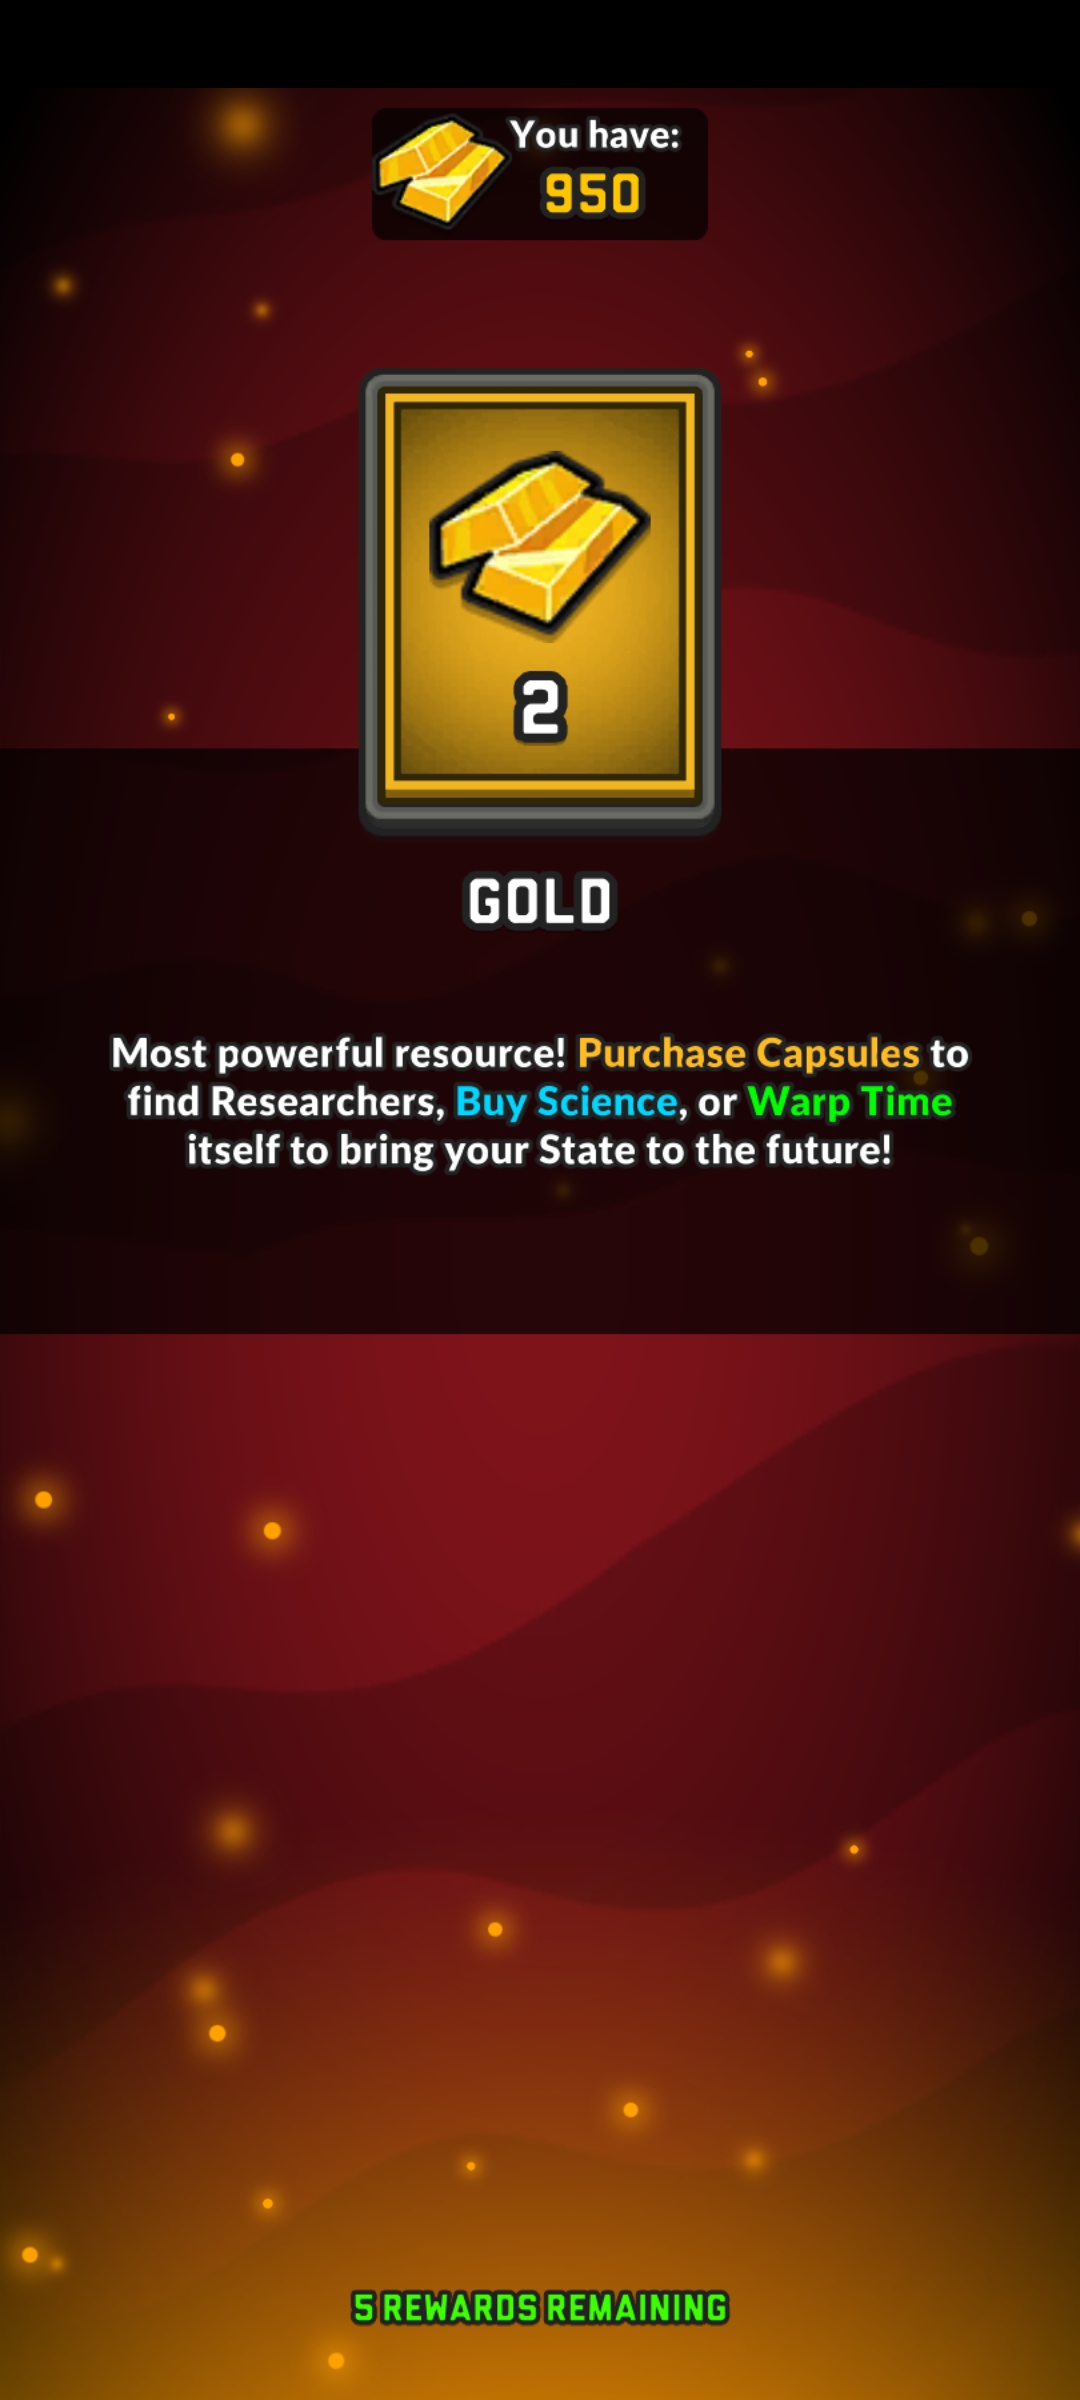 You have:
950
2
GOLD
Most powerful resource! Purchase Capsules to
find Researchers, Buy Science, or Warp Time
itself to bring your State to the future!
5 REWARDS REMAINING